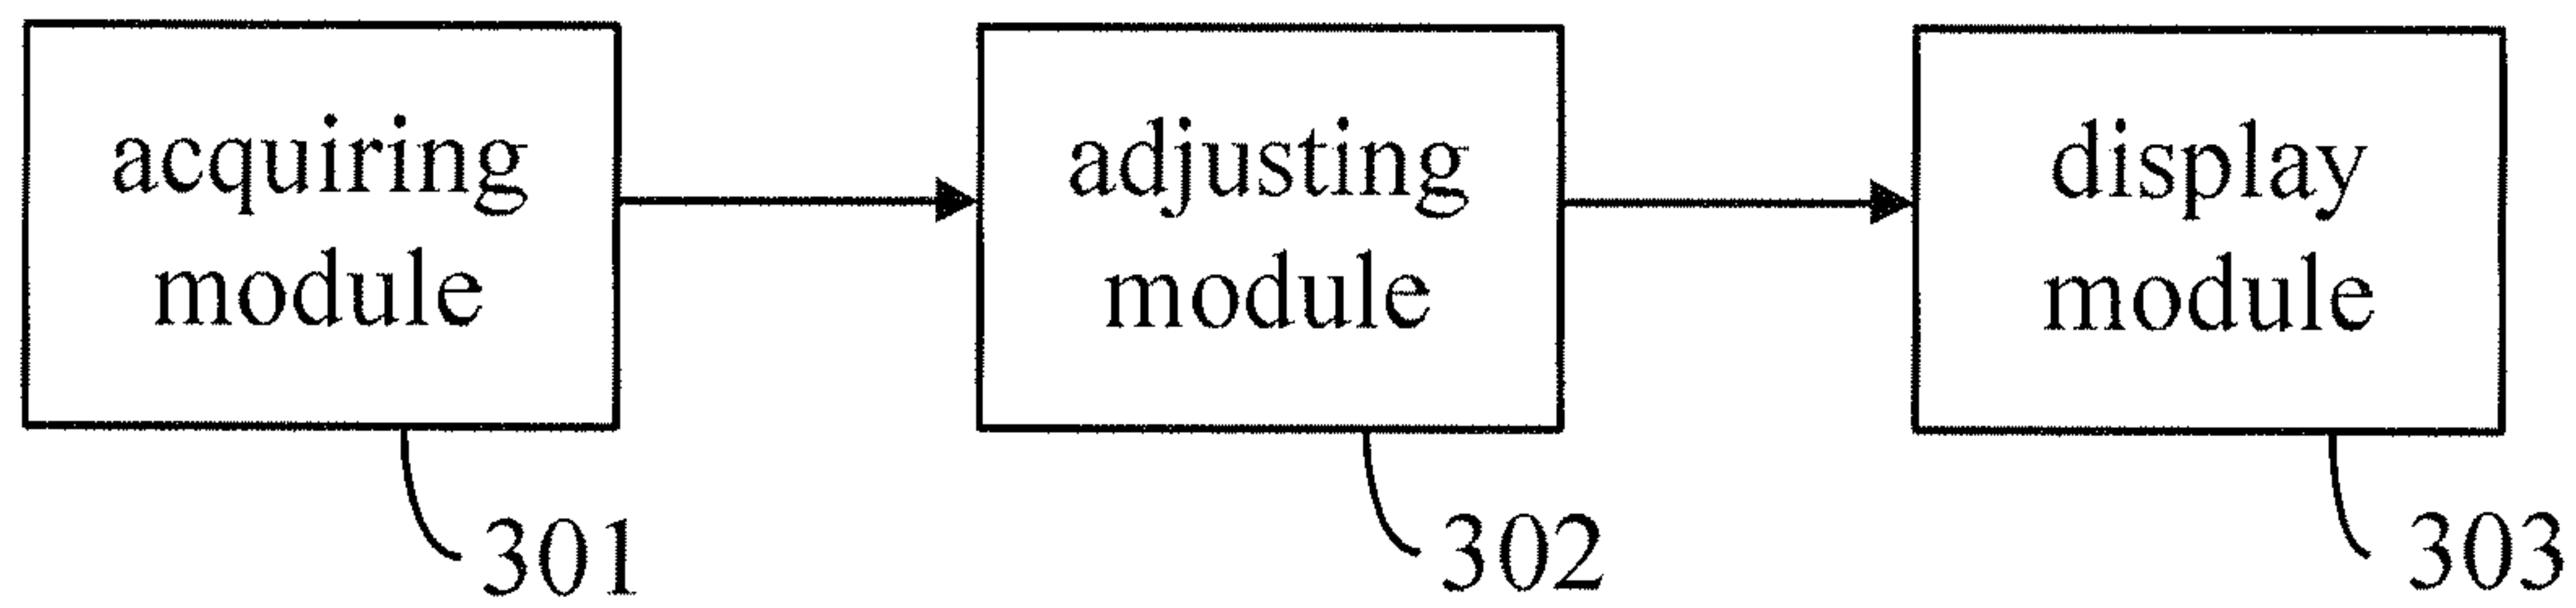 acquiring
module
adjusting
module
display
module
301
302
303